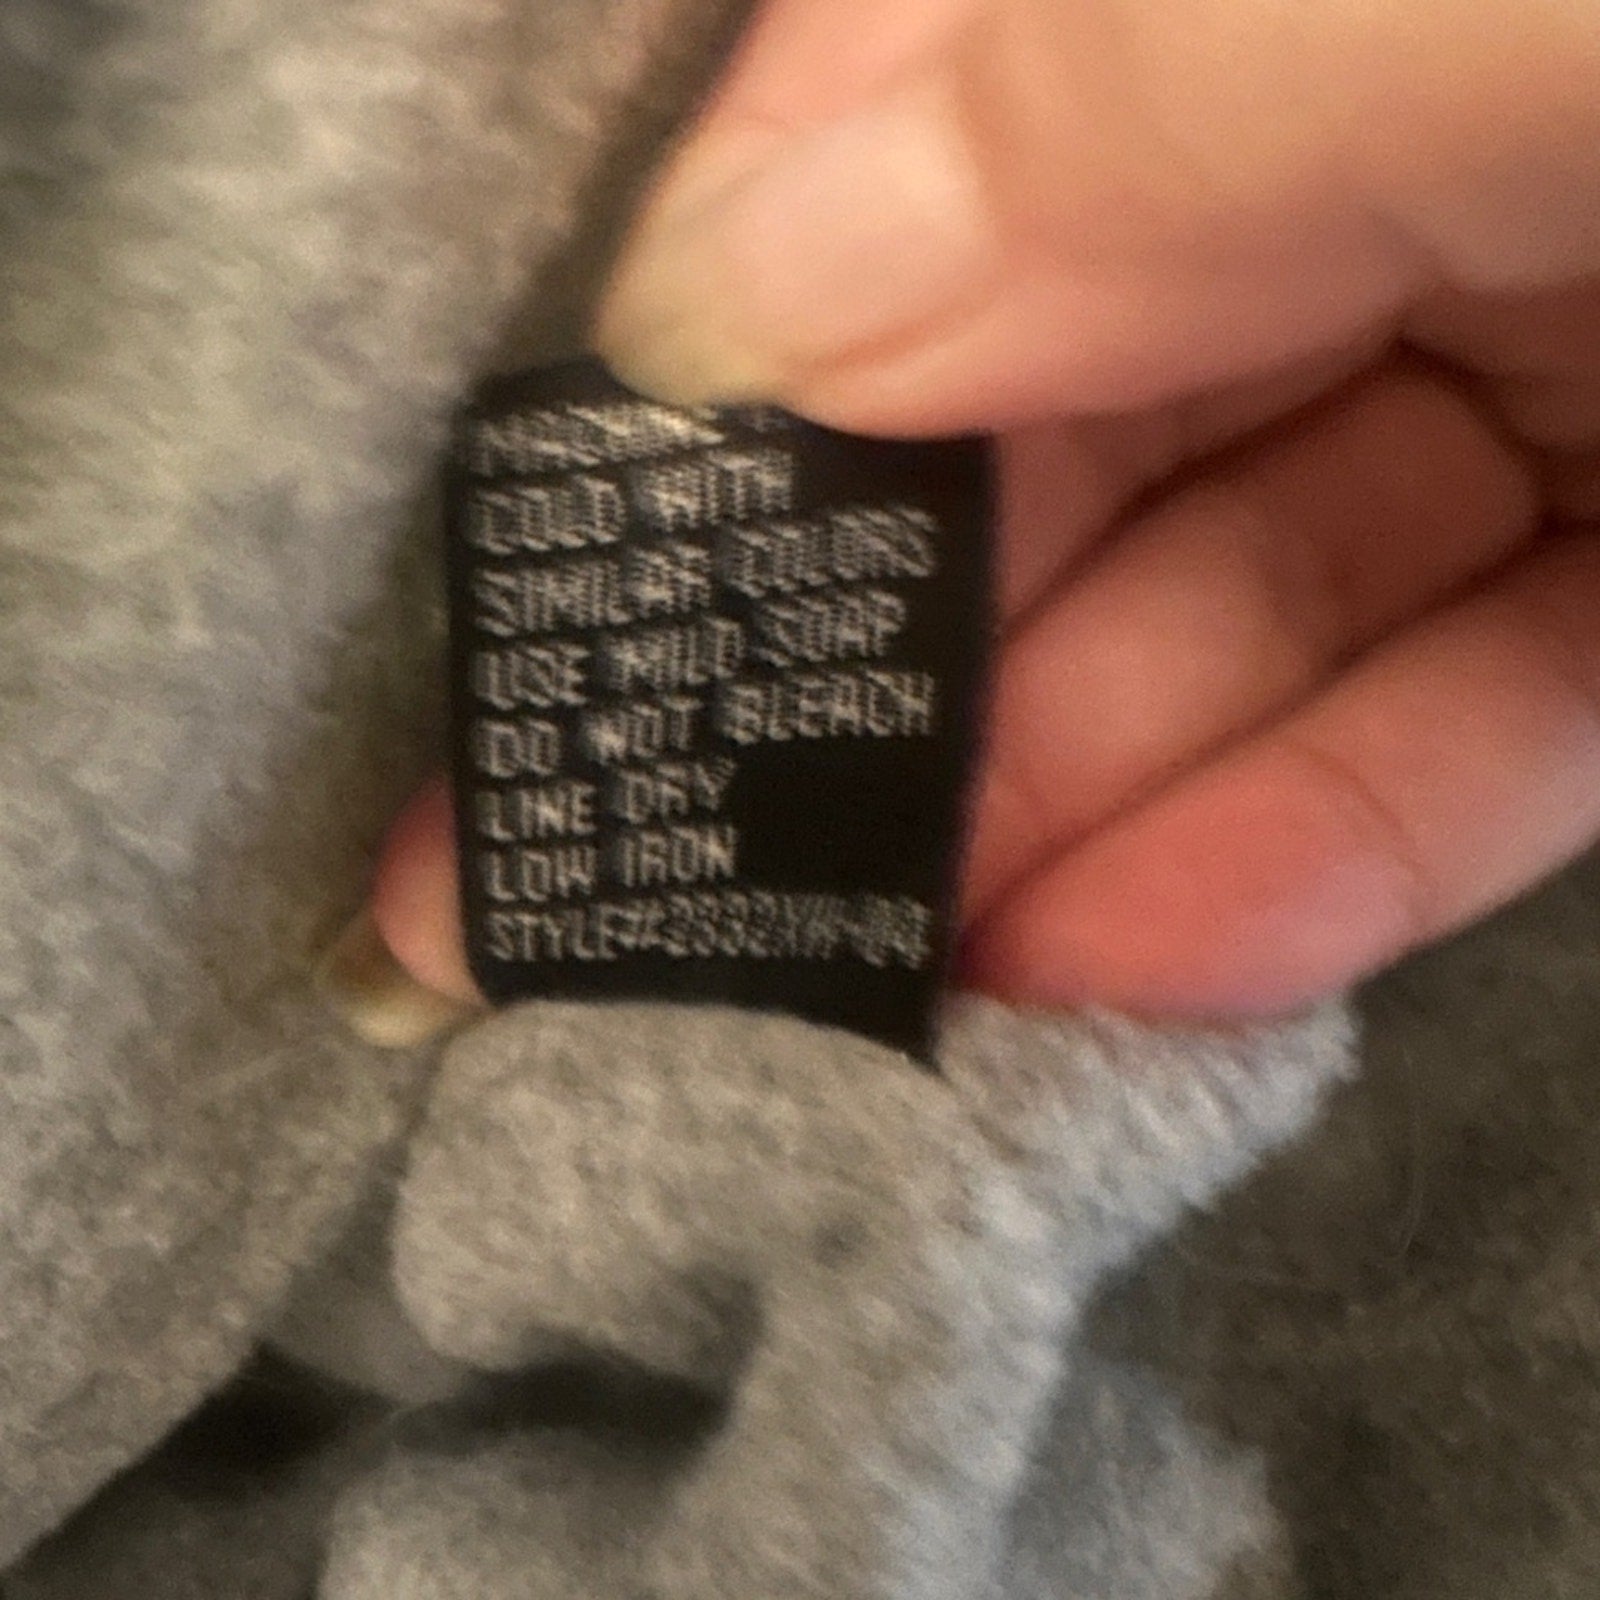 COLD WITH
SIMILAR COLORS
USE MILD SOAP
DO NOT BLEACH
LINE DRY
LOW IRON